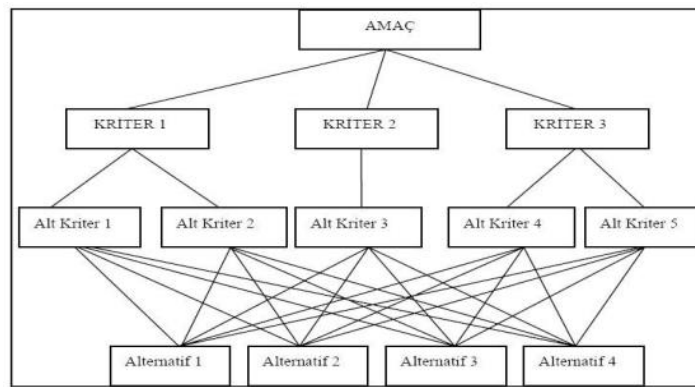 AMAÇ
KRİTER 1
KRİTER 2
KRİTER 3
Alt Kriter 1
Alt Kriter 2
Alt Kriter 3
Alt Kriter 4
Alt Kriter 5
Alternatif 1
Alternatif 2
Alternatif 3
Alternatif 4